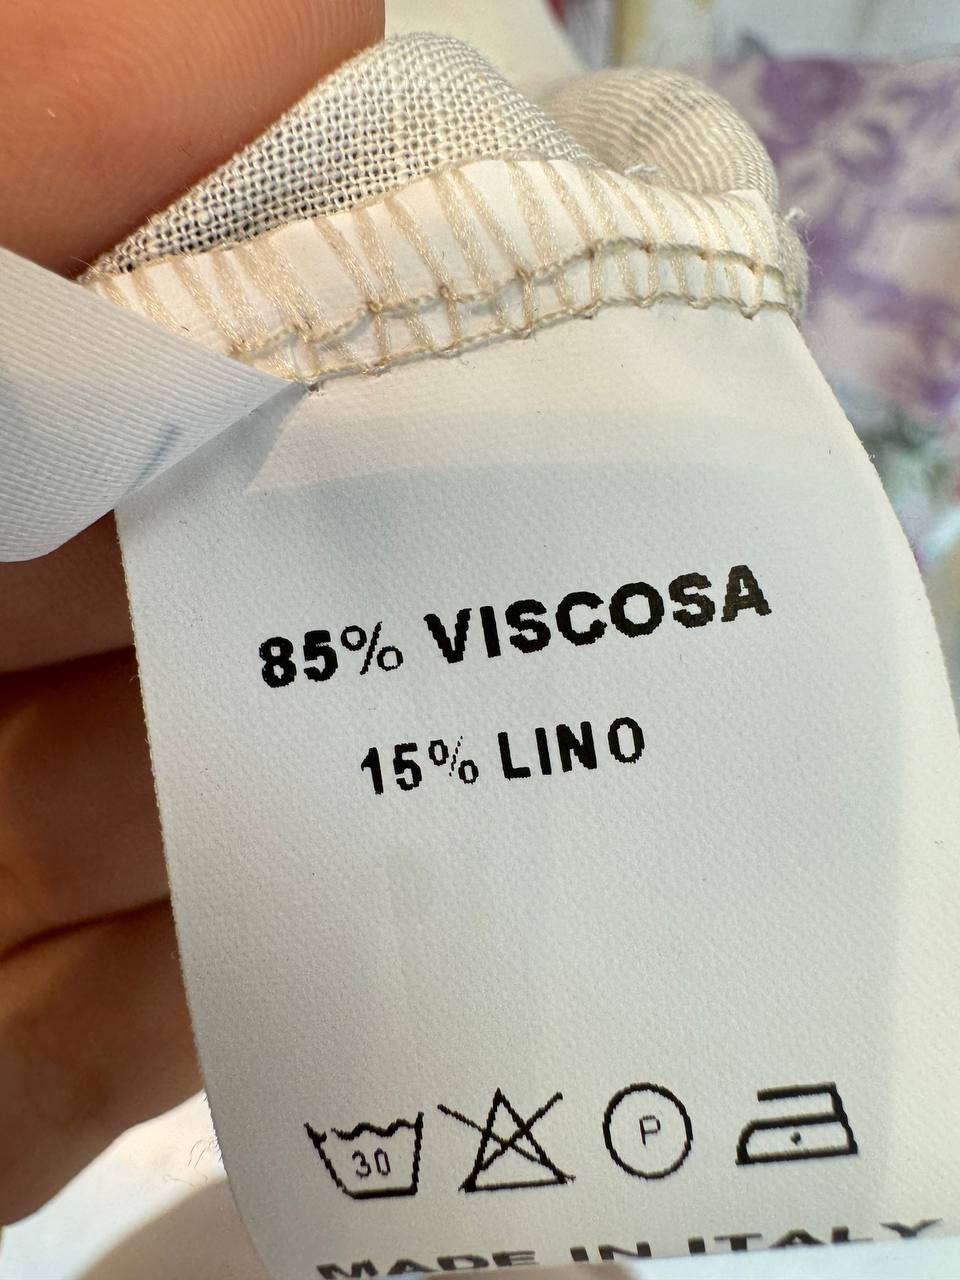 85% VISCOSA
15% LINO
30 P
MADE IN ITALY